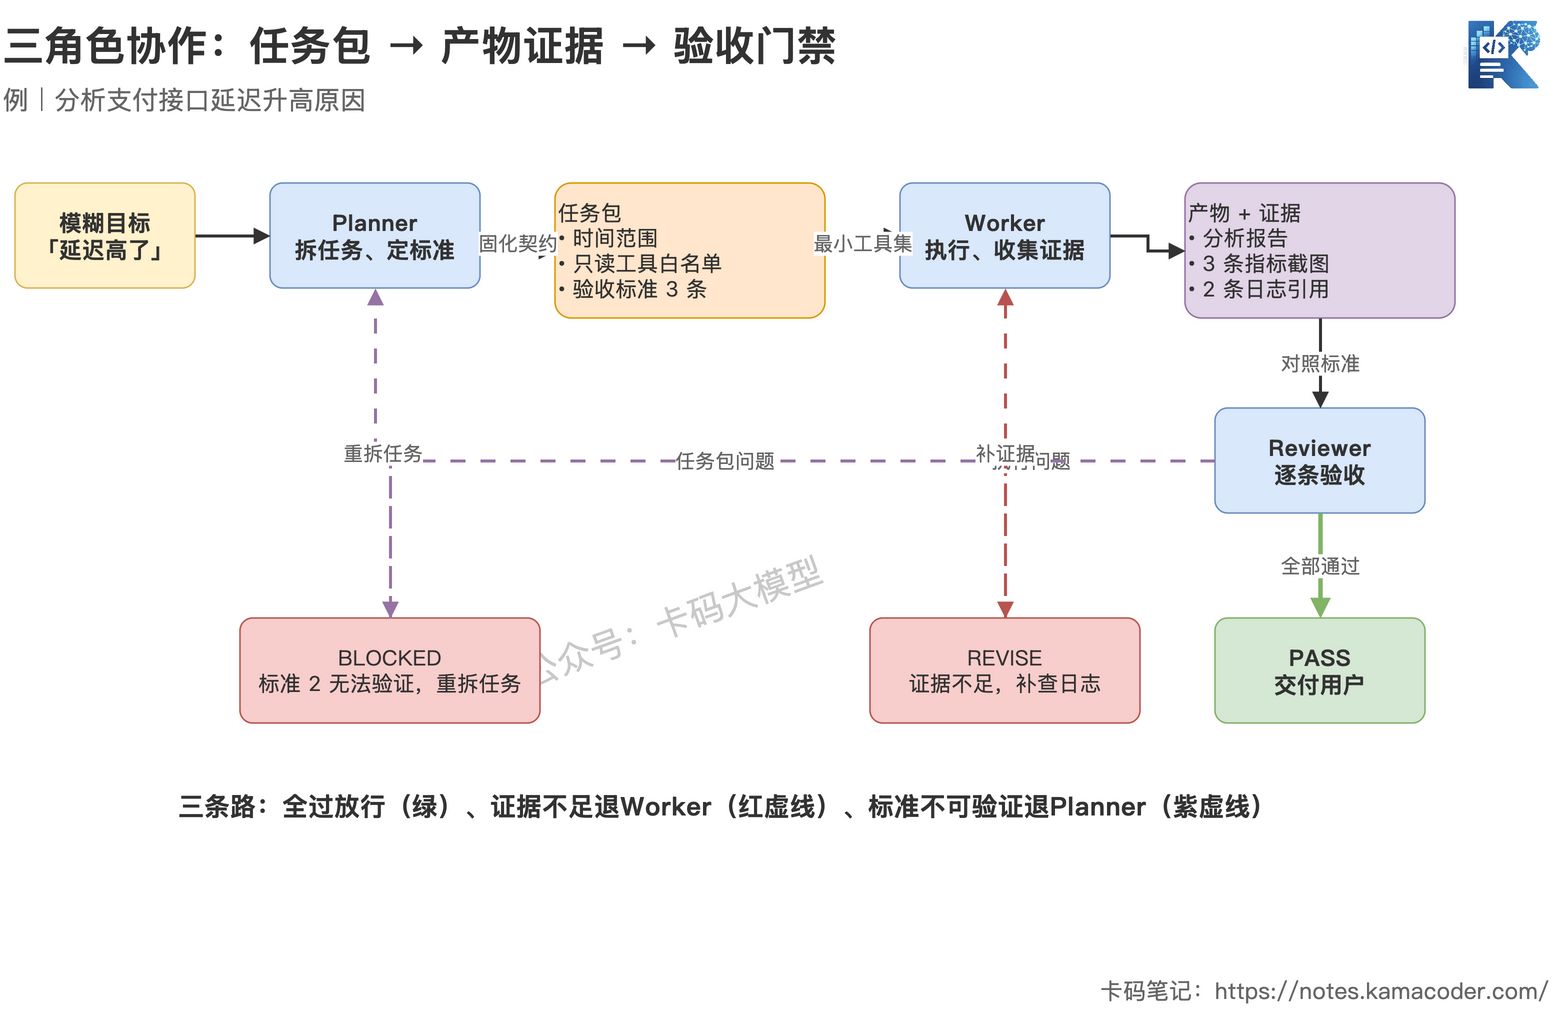 三角色协作：任务包 → 产物证据 → 验收门禁
例｜分析支付接口延迟升高原因
</>
模糊目标
「延迟高了」
Planner
拆任务、定标准
固化契约
任务包
• 时间范围
• 只读工具白名单
• 验收标准 3 条
最小工具集
Worker
执行、收集证据
产物 + 证据
• 分析报告
• 3 条指标截图
• 2 条日志引用
对照标准
Reviewer
逐条验收
重拆任务
任务包问题
补证据
问题
全部通过
BLOCKED
标准 2 无法验证，重拆任务
REVISE
证据不足，补查日志
PASS
交付用户
公众号：卡码大模型
三条路：全过放行（绿）、证据不足退Worker（红虚线）、标准不可验证退Planner（紫虚线）
卡码笔记：https://notes.kamacoder.com/